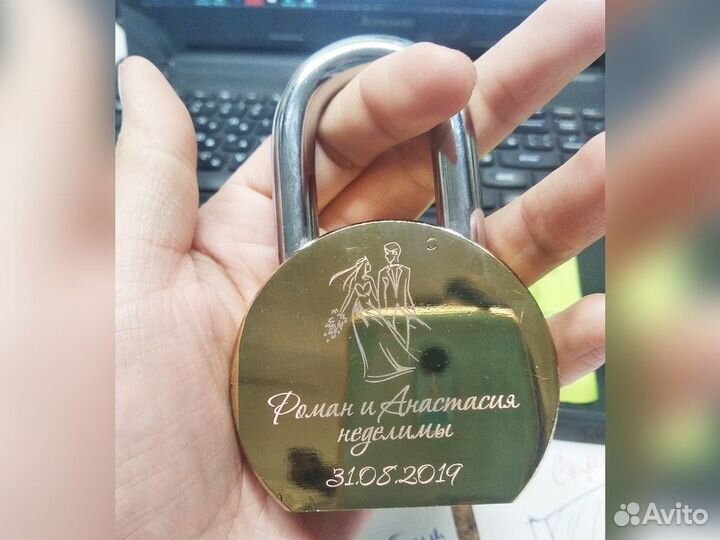 Роман и Анастасия
неделимы
31.08.2019
Avito